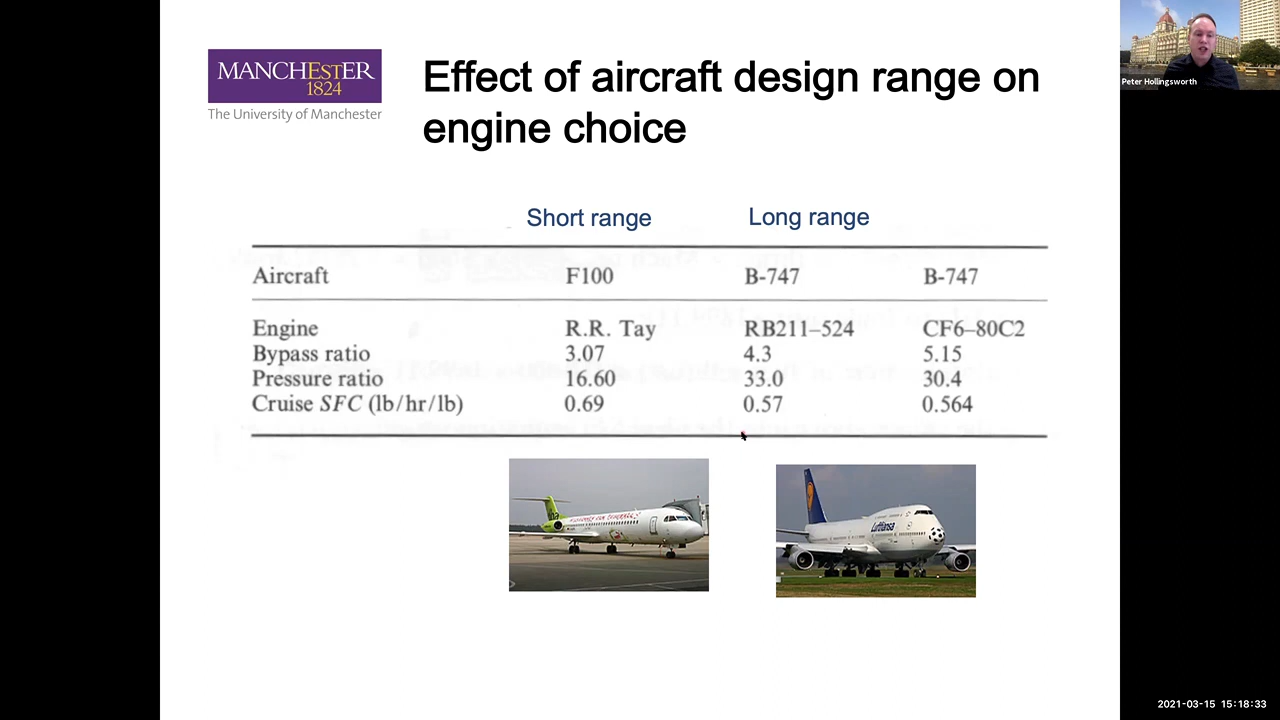 MANCHESTER
1824
The University of Manchester
Effect of aircraft design range on
engine choice
Peter Hollingsworth
Short range Long range
Aircraft F100 B-747 B-747
Engine R.R. Tay RB211–524 CF6–80C2
Bypass ratio 3.07 4.3 5.15
Pressure ratio 16.60 33.0 30.4
Cruise SFC (lb/hr/lb) 0.69 0.57 0.564
Lufthansa
2021-03-15 15:18:33